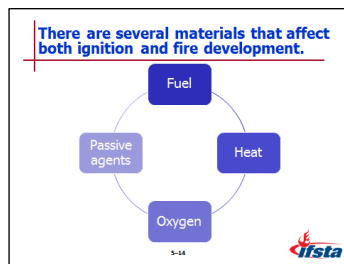 There are several materials that affect
both ignition and fire development.
Fuel
Passive
agents
Heat
Oxygen
5–14
ifsta